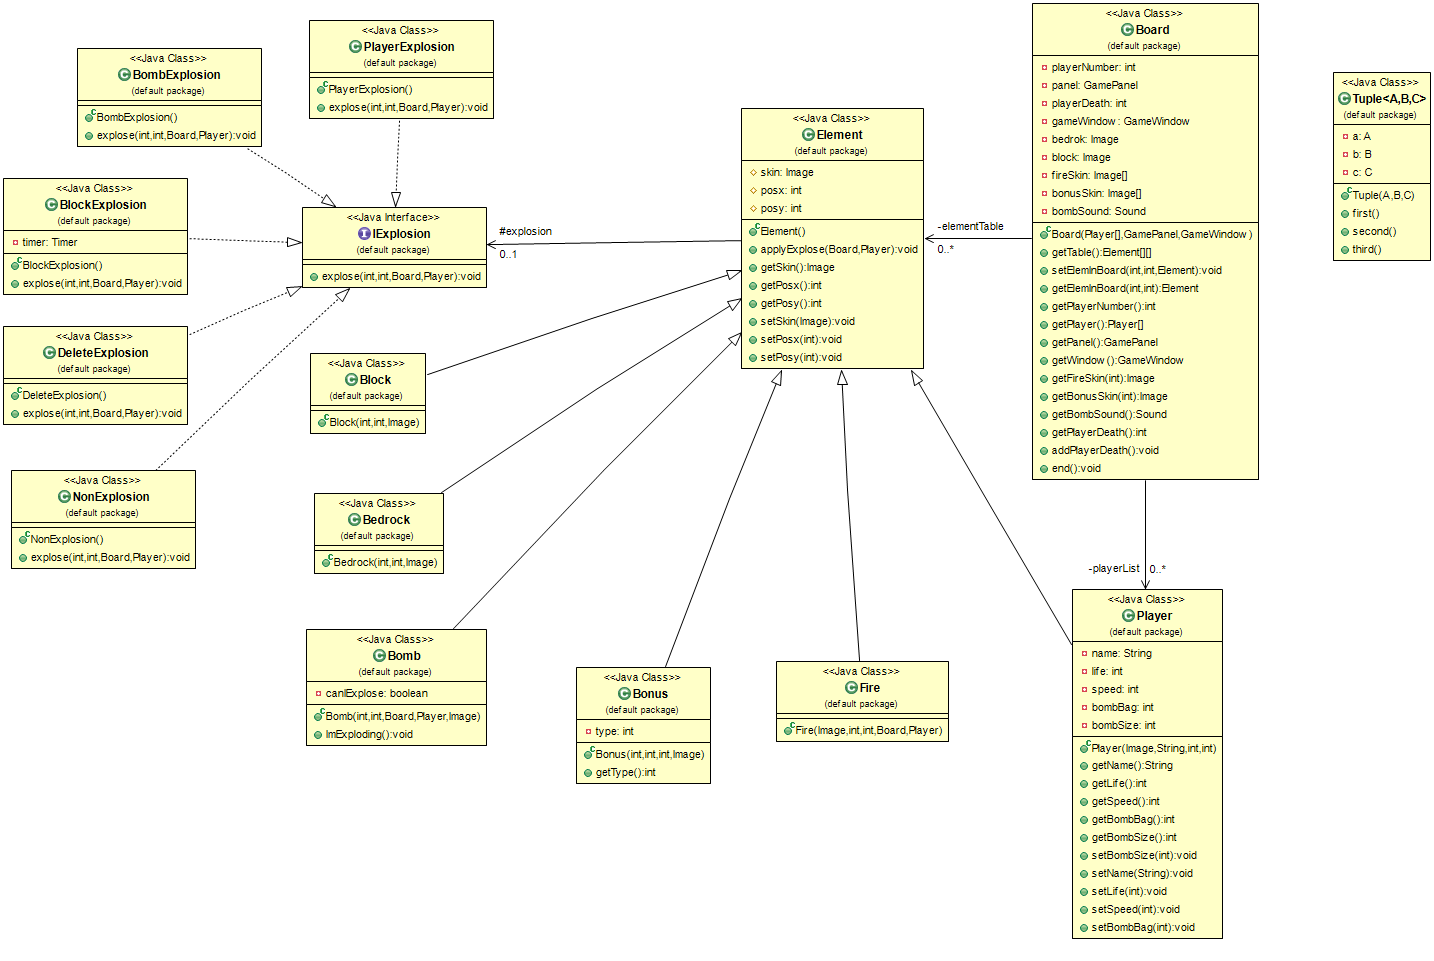 <<Java Class>>
BombExplosion
(default package)
BombExplosion()
explose(int,int,Board,Player):void
<<Java Class>>
PlayerExplosion
(default package)
PlayerExplosion()
explose(int,int,Board,Player):void
<<Java Class>>
BlockExplosion
(default package)
timer: Timer
BlockExplosion()
explose(int,int,Board,Player):void
<<Java Interface>>
IExplosion
(default package)
explose(int,int,Board,Player):void
<<Java Class>>
DeleteExplosion
(default package)
DeleteExplosion()
explose(int,int,Board,Player):void
<<Java Class>>
NonExplosion
(default package)
NonExplosion()
explose(int,int,Board,Player):void
#explosion
0..1
<<Java Class>>
Element
(default package)
skin: Image
posx: int
posy: int
Element()
applyExplose(Board,Player):void
getSkin():Image
getPosx():int
getPosy():int
setSkin(Image):void
setPosx(int):void
setPosy(int):void
-elementTable
0..*
<<Java Class>>
Board
(default package)
playerNumber: int
panel: GamePanel
playerDeath: int
gameWindow : GameWindow
bedrok: Image
block: Image
fireSkin: Image[]
bonusSkin: Image[]
bombSound: Sound
Board(Player[],GamePanel,GameWindow )
getTable():Element[][]
setElemInBoard(int,int,Element):void
getElemInBoard(int,int):Element
getPlayerNumber():int
getPlayer():Player[]
getPanel():GamePanel
getWindow ():GameWindow
getFireSkin(int):Image
getBonusSkin(int):Image
getBombSound():Sound
getPlayerDeath():int
addPlayerDeath():void
end():void
<<Java Class>>
Tuple<A,B,C>
(default package)
a: A
b: B
c: C
Tuple(A,B,C)
first()
second()
third()
<<Java Class>>
Block
(default package)
Block(int,int,Image)
<<Java Class>>
Bedrock
(default package)
Bedrock(int,int,Image)
<<Java Class>>
Bomb
(default package)
canIExplose: boolean
Bomb(int,int,Board,Player,Image)
ImExploding():void
<<Java Class>>
Bonus
(default package)
type: int
Bonus(int,int,int,Image)
getType():int
<<Java Class>>
Fire
(default package)
Fire(Image,int,int,Board,Player)
-playerList
0..*
<<Java Class>>
Player
(default package)
name: String
life: int
speed: int
bombBag: int
bombSize: int
Player(Image,String,int,int)
getName():String
getLife():int
getSpeed():int
getBombBag():int
getBombSize():int
setBombSize(int):void
setName(String):void
setLife(int):void
setSpeed(int):void
setBombBag(int):void